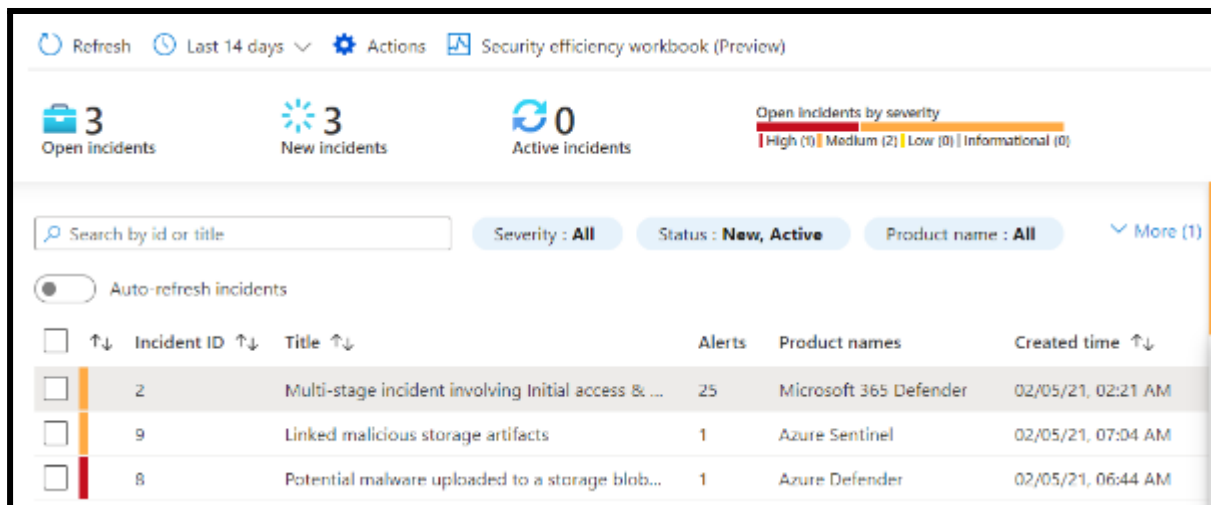 Refresh Last 14 days Actions Security efficiency workbook (Preview)
3 3 0
Open incidents New incidents Active incidents
Open incidents by severity
High (1) Medium (2) Low (0) Informational (0)
Search by id or title Severity : All Status : New, Active Product name : All More (1)
Auto-refresh incidents
Incident ID Title Alerts Product names Created time
2 Multi-stage incident involving Initial access & ... 25 Microsoft 365 Defender 02/05/21, 02:21 AM
9 Linked malicious storage artifacts 1 Azure Sentinel 02/05/21, 07:04 AM
8 Potential malware uploaded to a storage blob... 1 Azure Defender 02/05/21, 06:44 AM